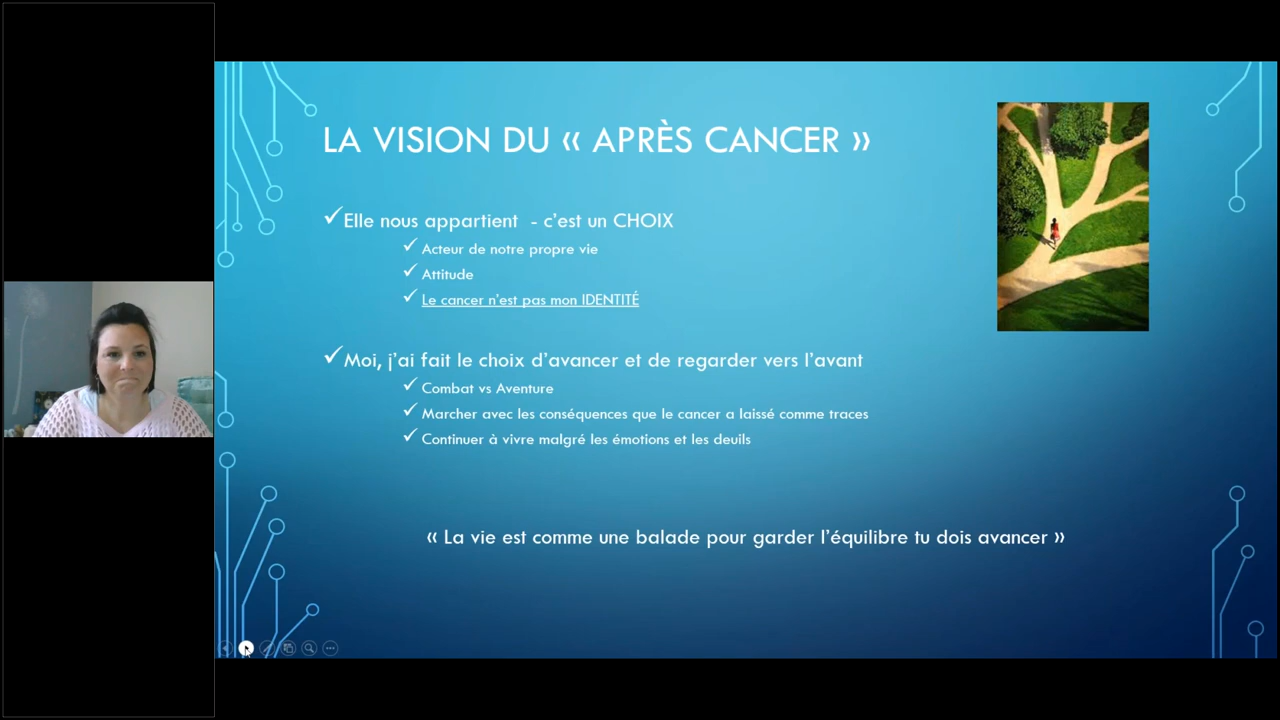 LA VISION DU « APRÈS CANCER »
Elle nous appartient - c'est un CHOIX
Acteur de notre propre vie
Attitude
Le cancer n'est pas mon IDENTITÉ
Moi, j'ai fait le choix d'avancer et de regarder vers l'avant
Combat vs Aventure
Marcher avec les conséquences que le cancer a laissé comme traces
Continuer à vivre malgré les émotions et les deuils
« La vie est comme une balade pour garder l'équilibre tu dois avancer »